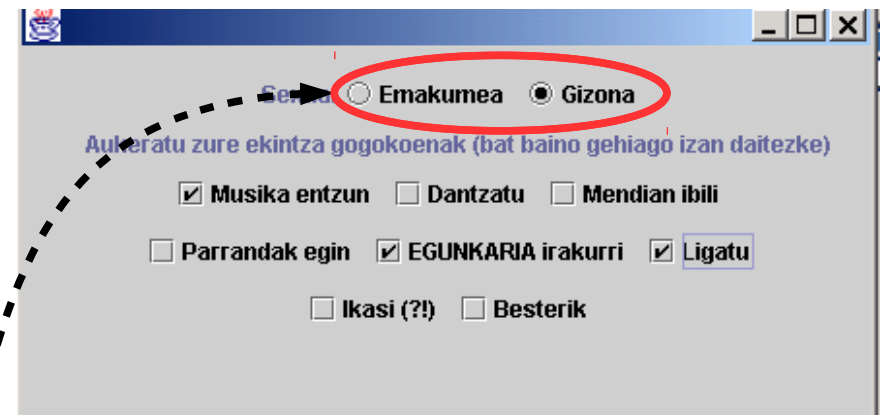 Emakumea Gizona
Aukeratu zure ekintza gogokoenak (bat baino gehiago izan daitezke)
Musika entzun Dantzatu Mendian ibili
Parrandak egin EGUNKARIA irakurri Ligatu
Ikasi (?!) Besterik